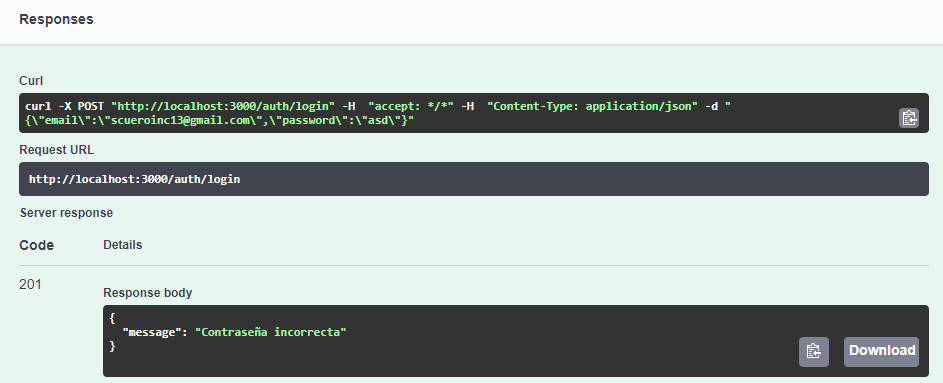 Responses
Curl
curl -X POST "http://localhost:3000/auth/login" -H  "accept: */*" -H  "Content-Type: application/json" -d "
{\"email\":\"scueroinc13@gmail.com\",\"password\":\"asd\"}"
Request URL
http://localhost:3000/auth/login
Server response
Code Details
201
Response body
{
  "message": "Contraseña incorrecta"
}
Download